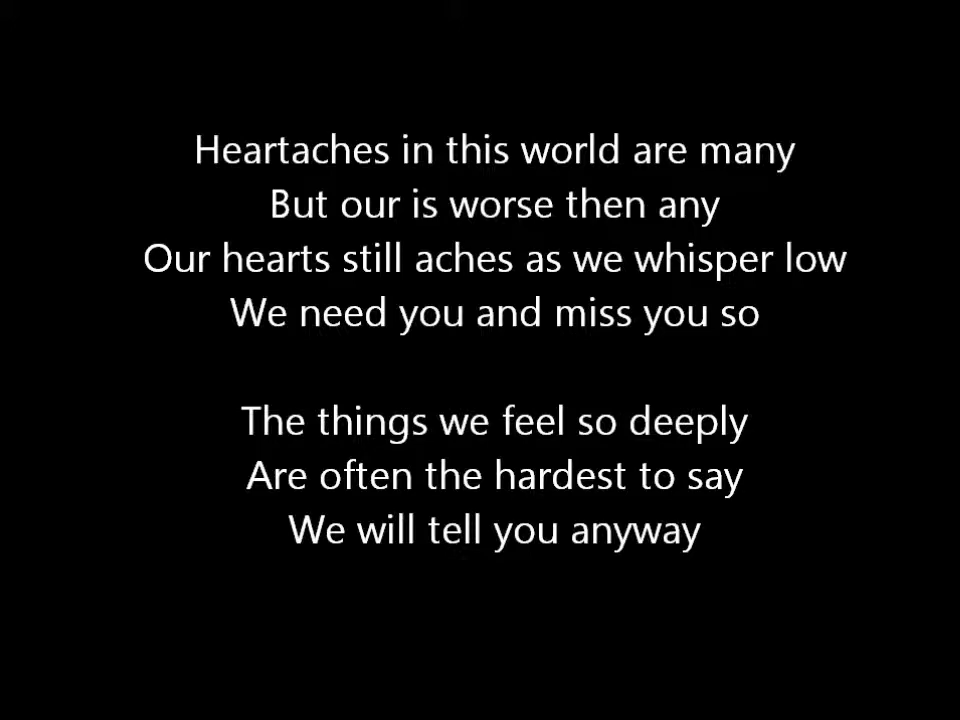 Heartaches in this world are many
But our is worse then any
Our hearts still aches as we whisper low
We need you and miss you so
The things we feel so deeply
Are often the hardest to say
We will tell you anyway